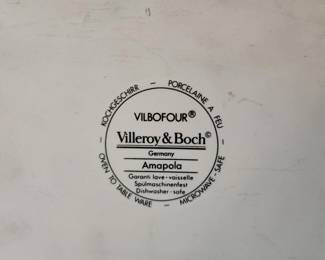 KOCHGESCHIRR — PORCELAINE A FEU
VILBOFOUR®
Villeroy & Boch©
Germany
Amapola
Garanti lave-vaisselle
Spülmaschinenfest
Dishwasher-safe
OVEN TO TABLE WARE — MICROWAVE-SAFE